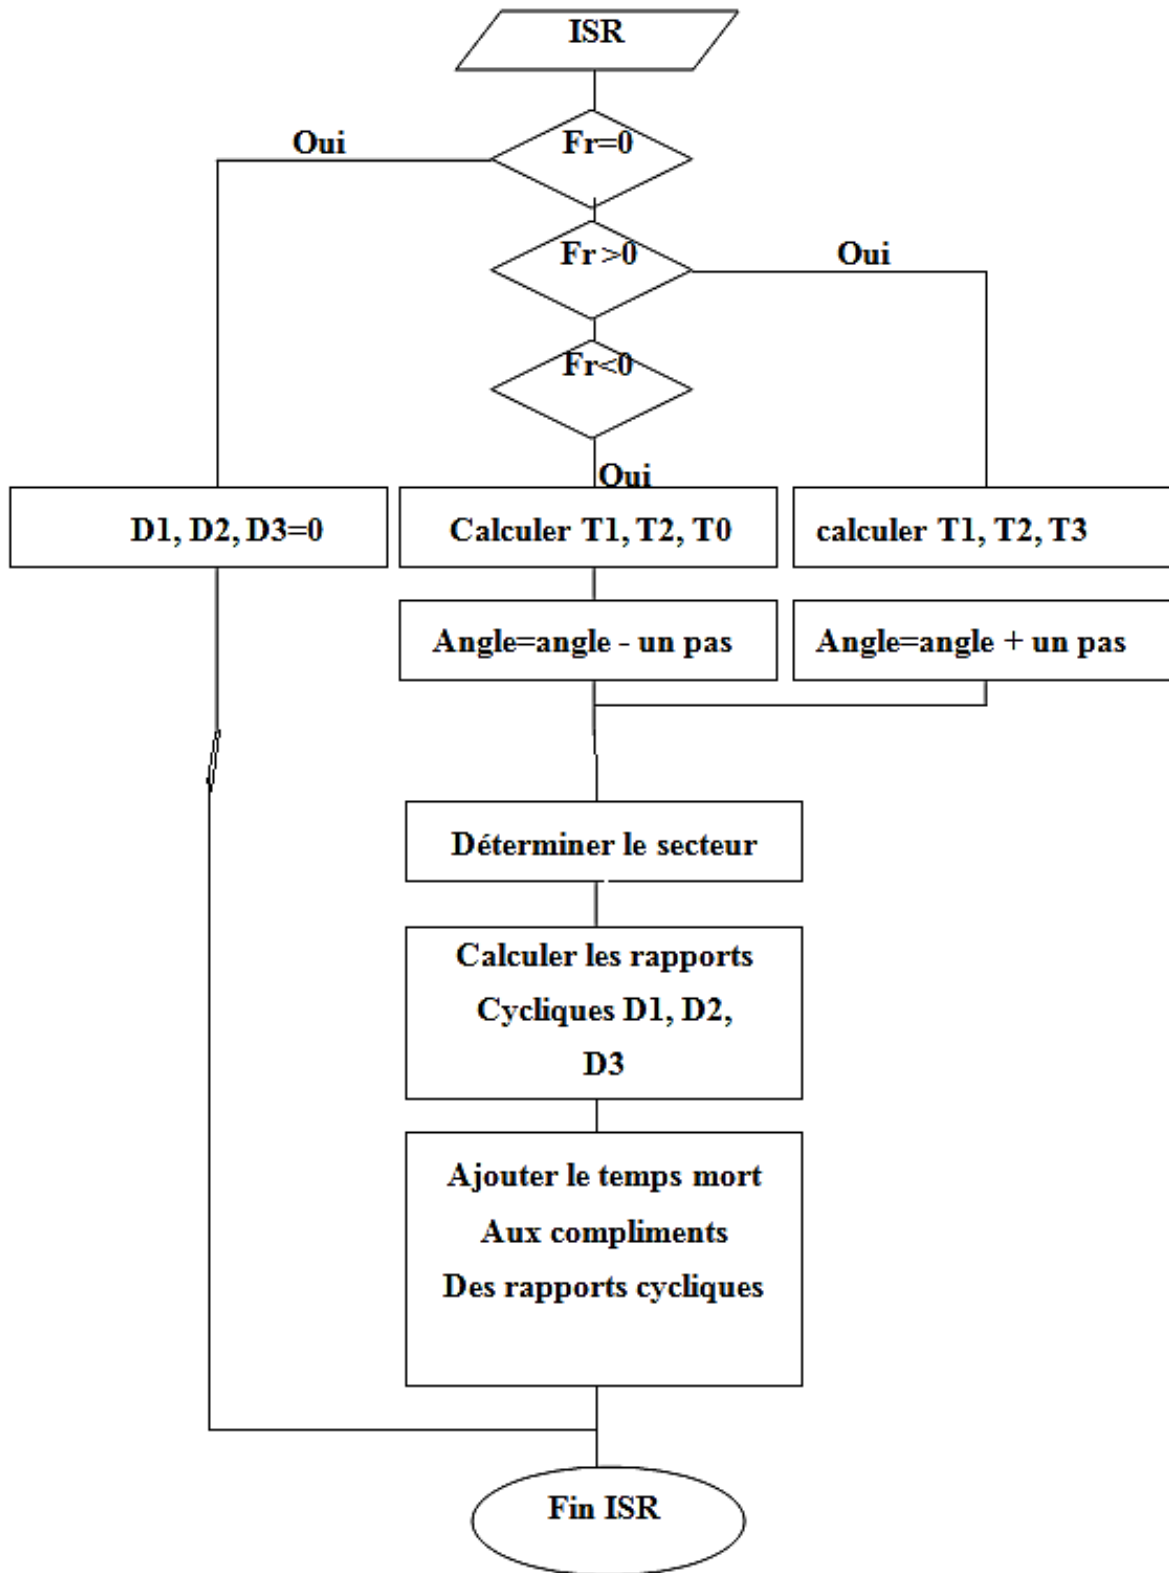 ISR
Fr=0
Oui
Fr >0
Oui
Fr<0
Oui
D1, D2, D3=0
Calculer T1, T2, T0
calculer T1, T2, T3
Angle=angle - un pas
Angle=angle + un pas
Déterminer le secteur
Calculer les rapports
Cycliques D1, D2,
D3
Ajouter le temps mort
Aux compliments
Des rapports cycliques
Fin ISR